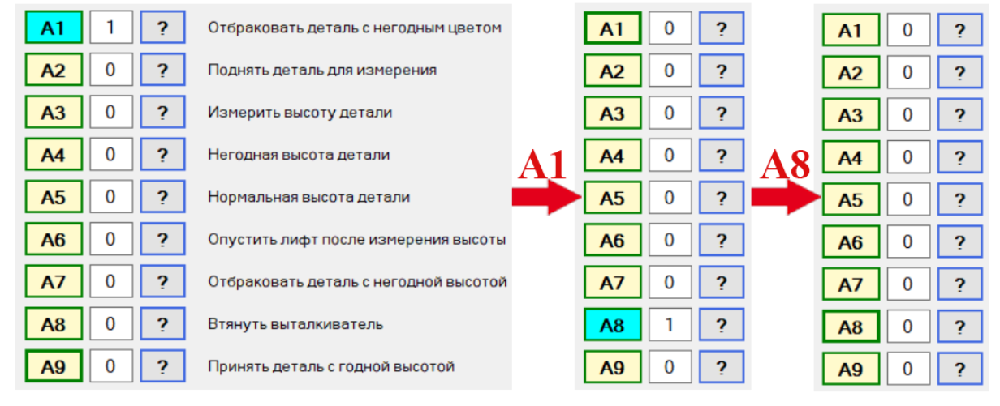 A1 1 ? Отбраковать деталь с негодным цветом A1 0 ? A1 0 ?
A2 0 ? Поднять деталь для измерения A2 0 ? A2 0 ?
A3 0 ? Измерить высоту детали A3 0 ? A3 0 ?
A4 0 ? Негодная высота детали A1 A4 0 ? A8 A4 0 ?
A5 0 ? Нормальная высота детали A5 0 ? A5 0 ?
A6 0 ? Опустить лифт после измерения высоты A6 0 ? A6 0 ?
A7 0 ? Отбраковать деталь с негодной высотой A7 0 ? A7 0 ?
A8 0 ? Втянуть выталкиватель A8 1 ? A8 0 ?
A9 0 ? Принять деталь с годной высотой A9 0 ? A9 0 ?